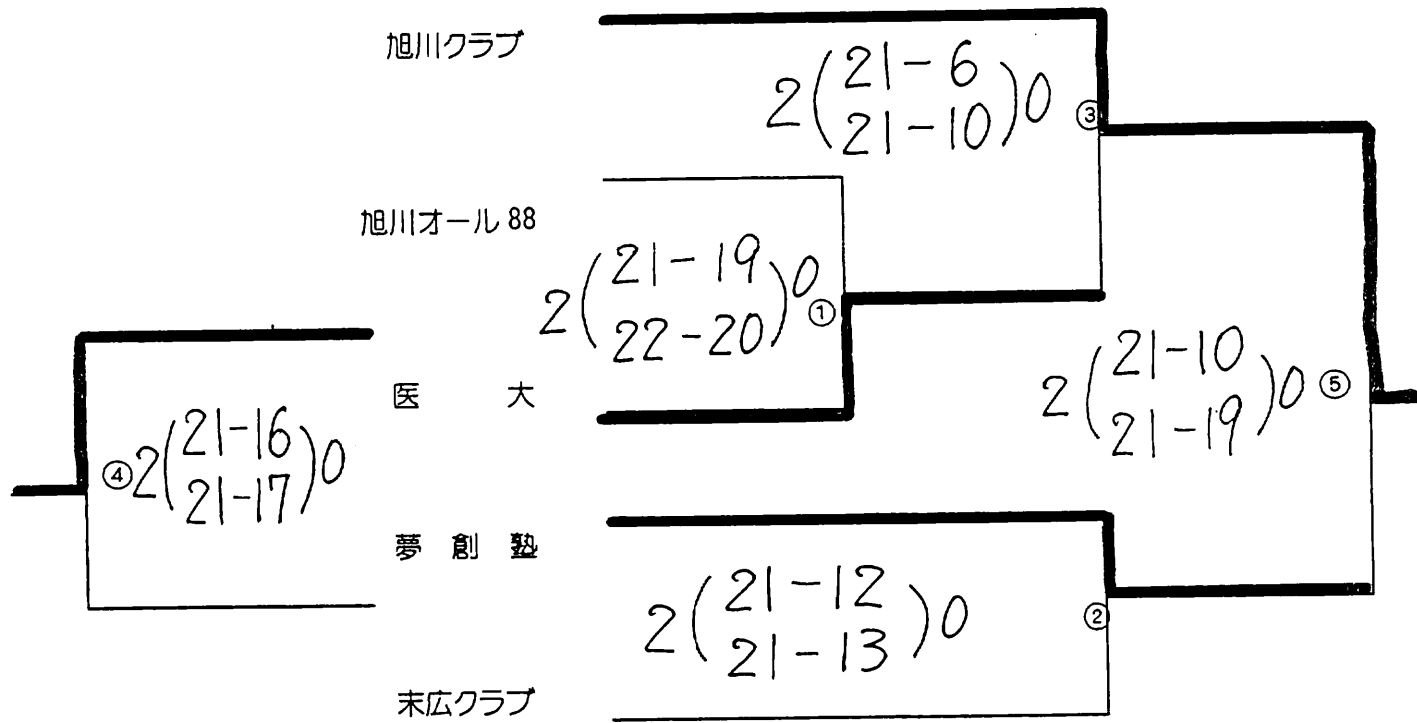 旭川クラブ
2(21-6 21-10)0
③
旭川オール 88
2(21-19 22-20)0
①
医 大
2(21-10 21-19)0 ⑤
④2(21-16 21-17)0
夢 創 塾
2(21-12 21-13)0
②
末広クラブ